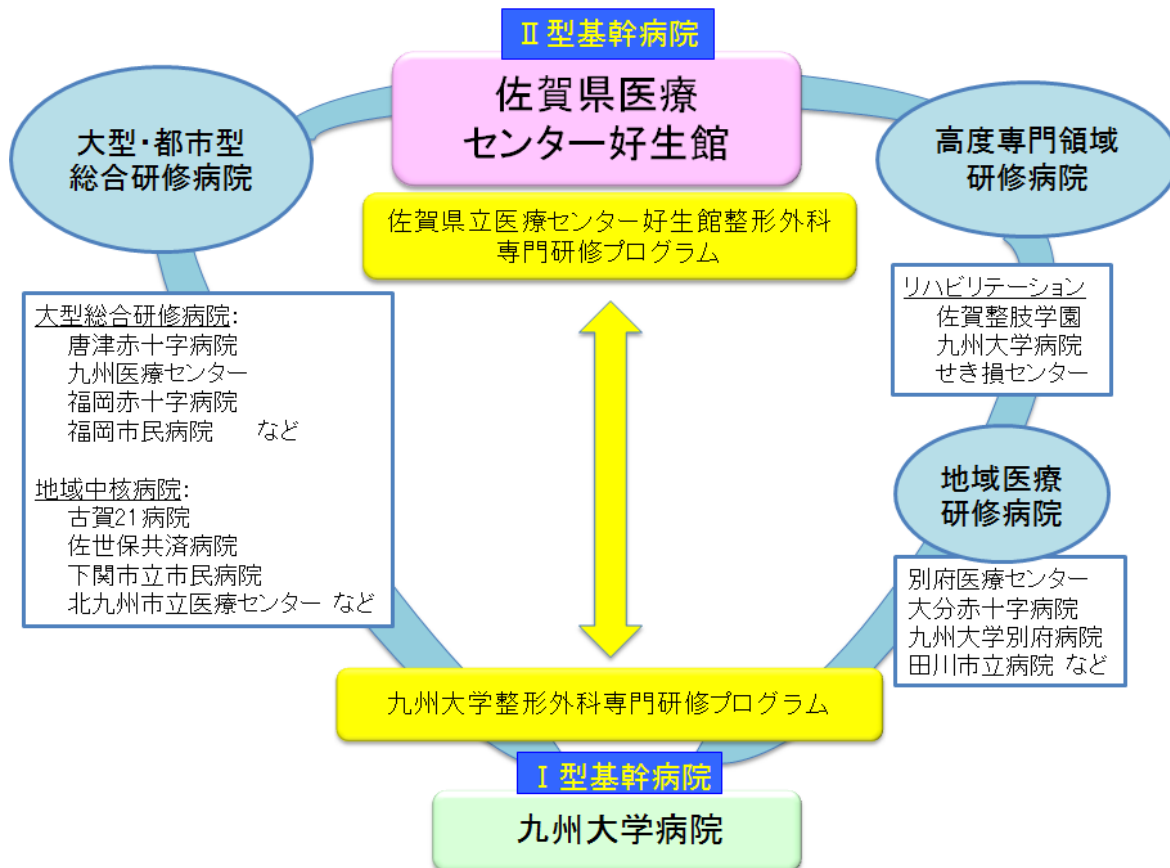 Ⅱ型基幹病院
佐賀県医療
センター好生館
佐賀県立医療センター好生館整形外科
専門研修プログラム
大型・都市型
総合研修病院
大型総合研修病院:
唐津赤十字病院
九州医療センター
福岡赤十字病院
福岡市民病院 など
地域中核病院:
古賀21病院
佐世保共済病院
下関市立市民病院
北九州市立医療センター など
高度専門領域
研修病院
リハビリテーション
佐賀整肢学園
九州大学病院
せき損センター
地域医療
研修病院
別府医療センター
大分赤十字病院
九州大学別府病院
田川市立病院 など
九州大学整形外科専門研修プログラム
Ⅰ型基幹病院
九州大学病院